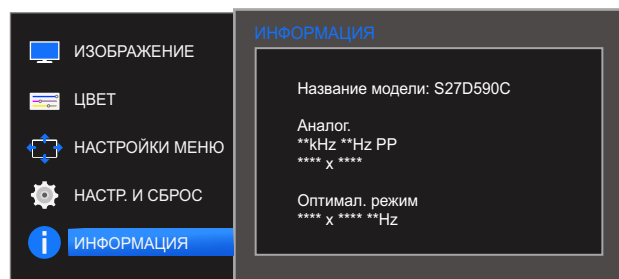 ИЗОБРАЖЕНИЕ
ЦВЕТ
НАСТРОЙКИ МЕНЮ
НАСТР. И СБРОС
ИНФОРМАЦИЯ
ИНФОРМАЦИЯ
Название модели: S27D590C
Аналог.
**kHz **Hz PP
**** x ****
Оптимал. режим
**** x **** **Hz